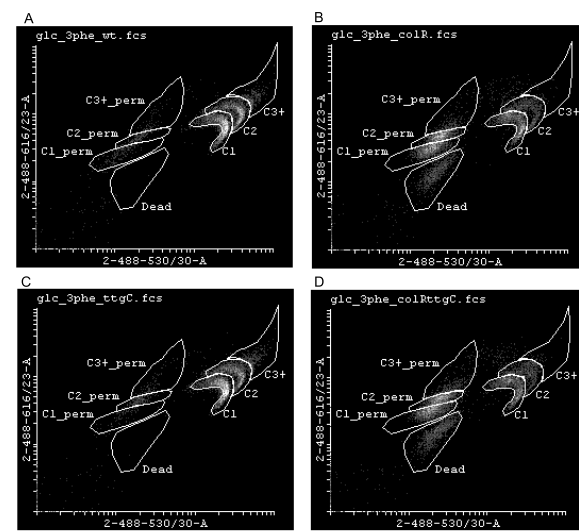 A
glc_3phe_wt.fcs
2-488-616/23-A
C3+_perm
C2_perm
C1_perm
Dead
C3+
C2
C1
2-488-530/30-A
B
glc_3phe_colR.fcs
2-488-616/23-A
C3+_perm
C2_perm
C1_perm
Dead
C3+
C2
C1
2-488-530/30-A
C
glc_3phe_ttgC.fcs
2-488-616/23-A
C3+_perm
C2_perm
C1_perm
Dead
C3+
C2
C1
2-488-530/30-A
D
glc_3phe_colRttgC.fcs
2-488-616/23-A
C3+_perm
C2_perm
C1_perm
Dead
C3+
C2
C1
2-488-530/30-A